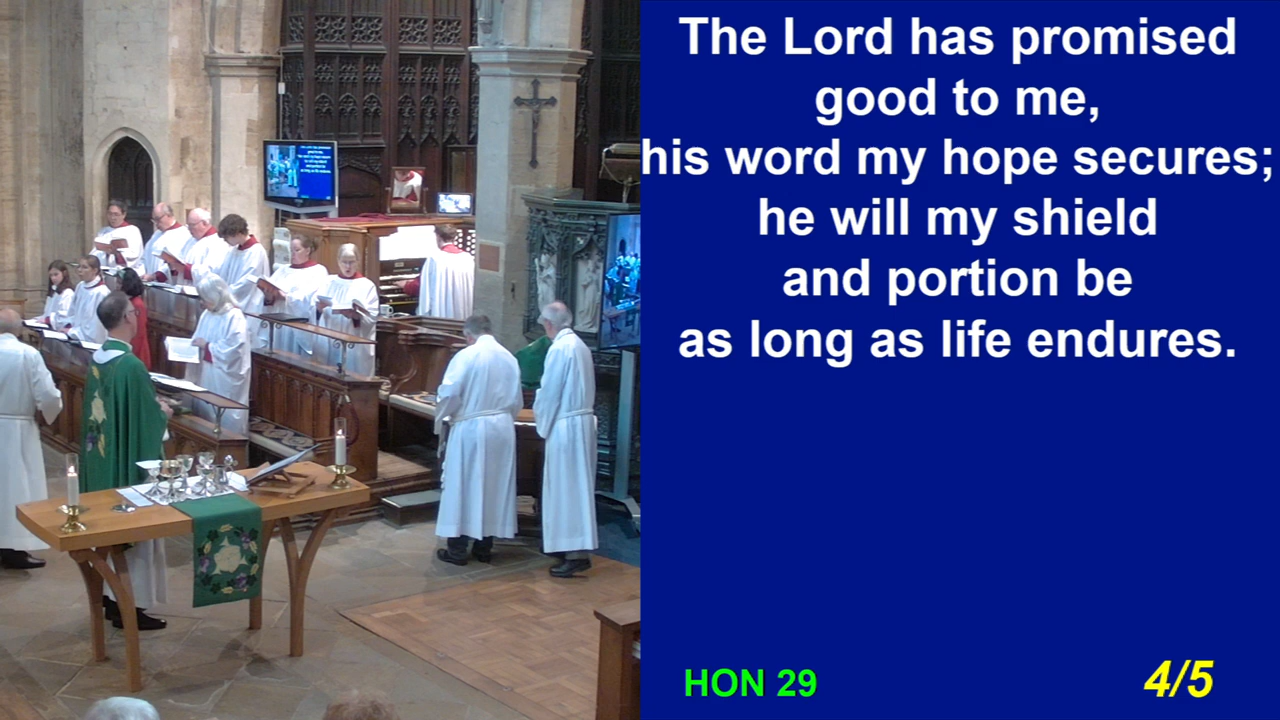 The Lord has promised
good to me,
his word my hope secures;
he will my shield
and portion be
as long as life endures.
HON 29
4/5